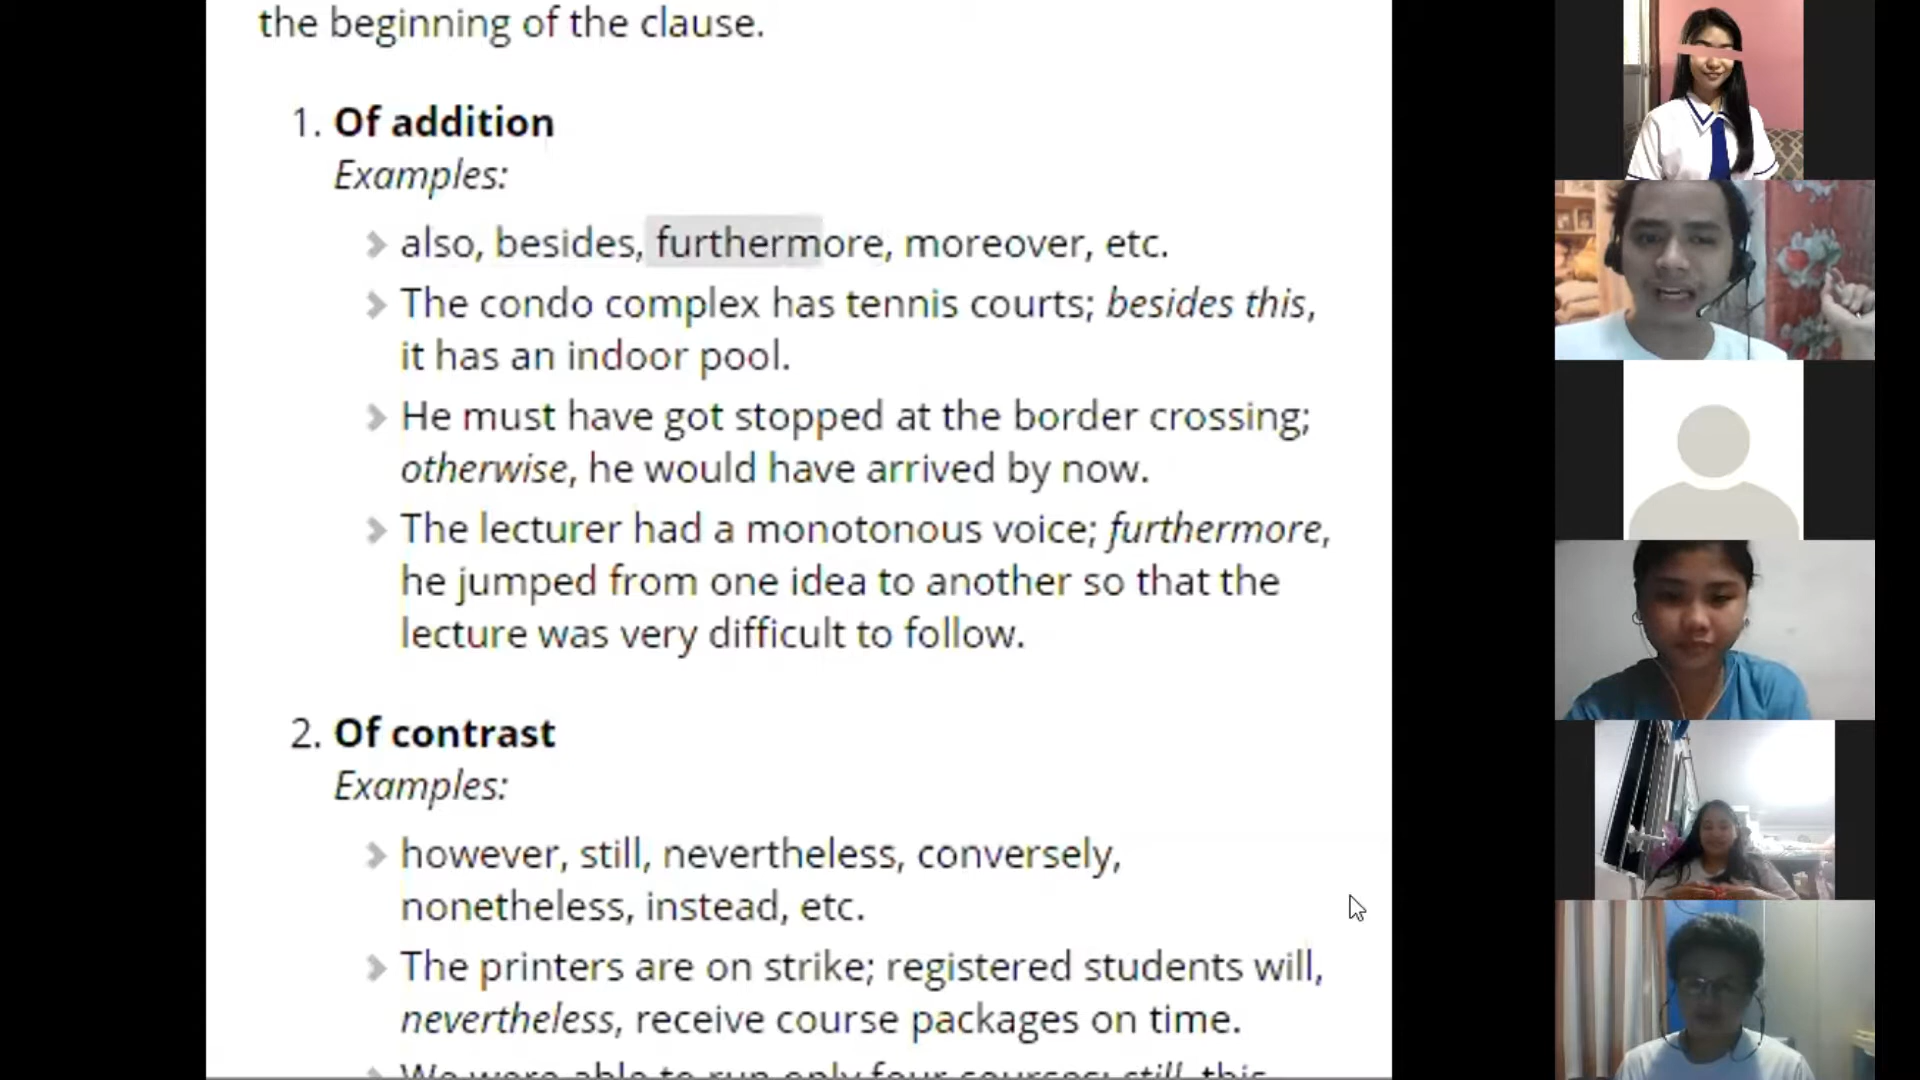 the beginning of the clause.
1. Of addition
Examples:
also, besides, furthermore, moreover, etc.
The condo complex has tennis courts; besides this,
it has an indoor pool.
He must have got stopped at the border crossing;
otherwise, he would have arrived by now.
The lecturer had a monotonous voice; furthermore,
he jumped from one idea to another so that the
lecture was very difficult to follow.
2. Of contrast
Examples:
however, still, nevertheless, conversely,
nonetheless, instead, etc.
The printers are on strike; registered students will,
nevertheless, receive course packages on time.
We were able to run only four courses; still, this